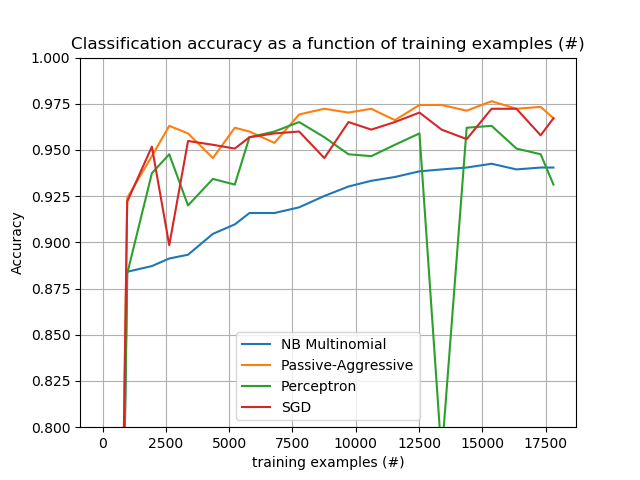 Classification accuracy as a function of training examples (#)
1.000
0.975
0.950
0.925
0.900
0.875
0.850
0.825
0.800
Accuracy
NB Multinomial
Passive-Aggressive
Perceptron
SGD
0 2500 5000 7500 10000 12500 15000 17500
training examples (#)